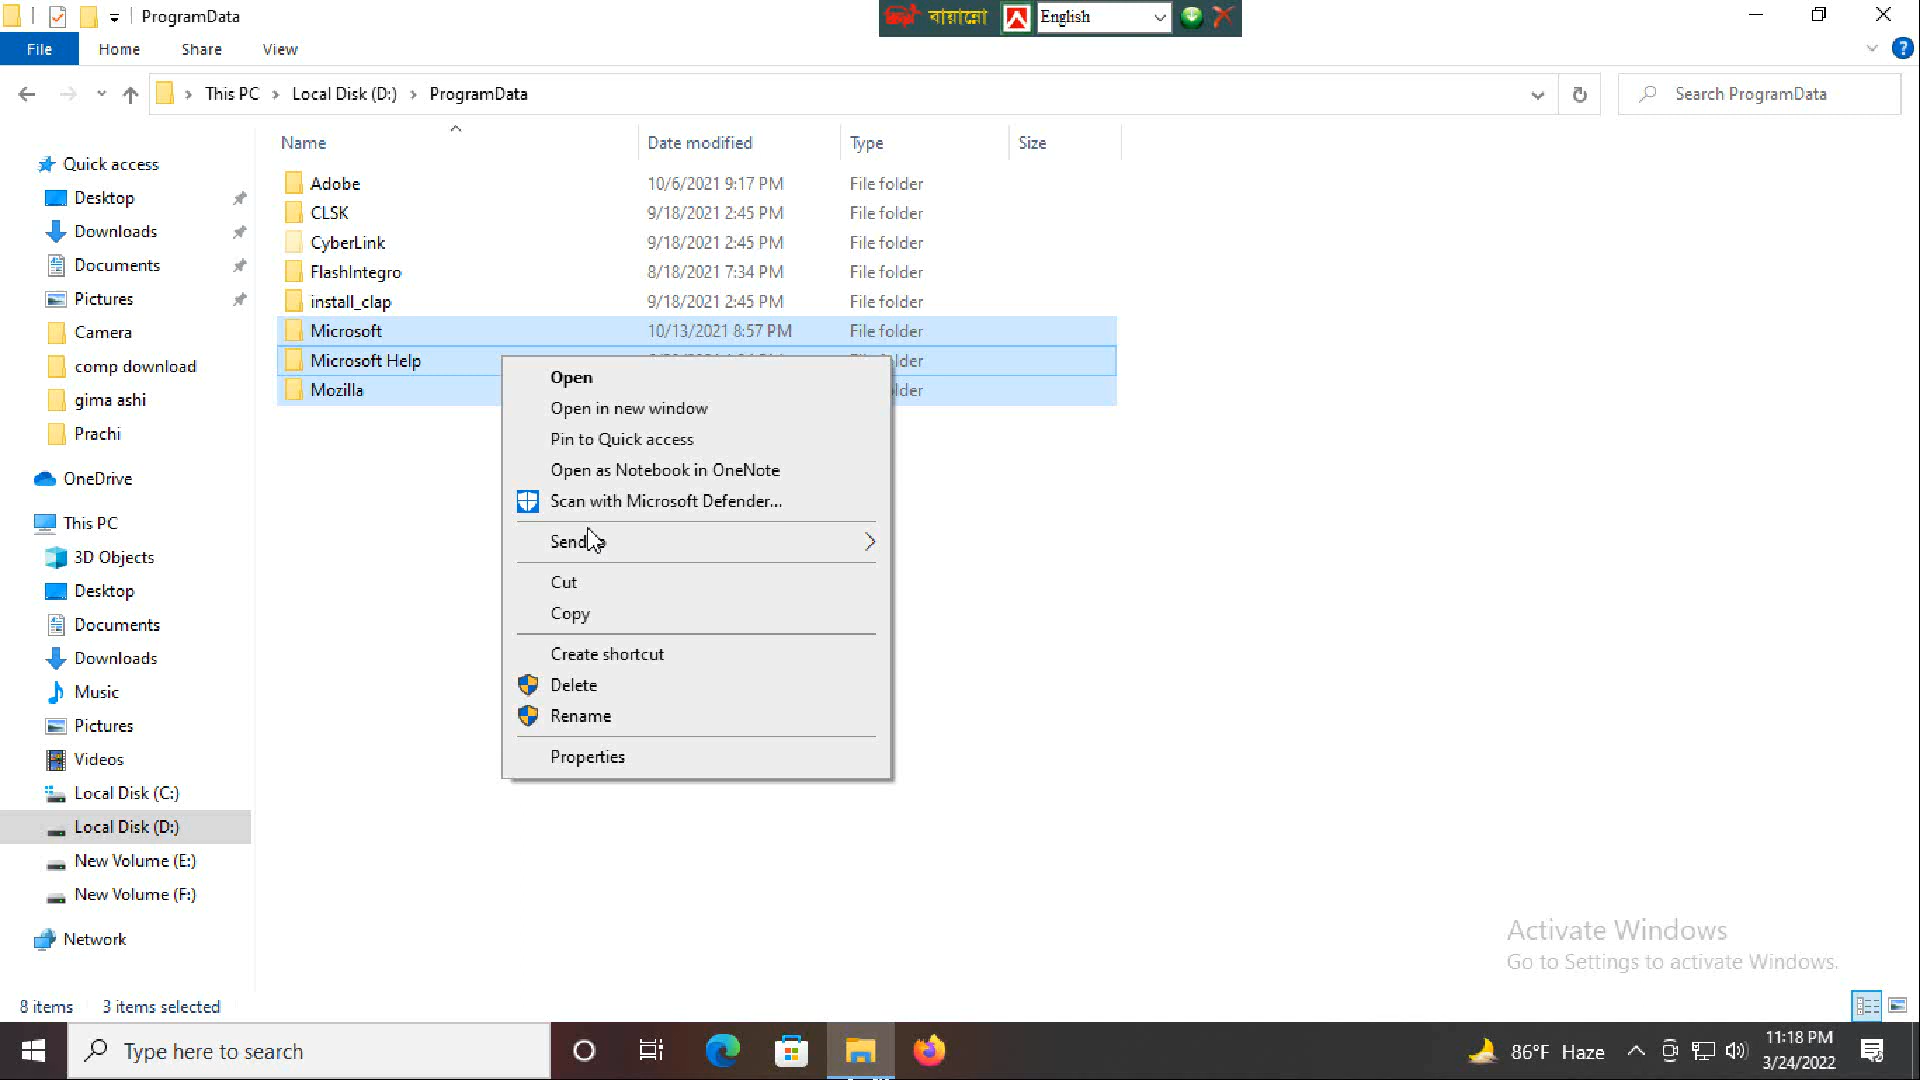 ProgramData
বায়ান্নো English
File Home Share View
This PC Local Disk (D:) ProgramData
Search ProgramData
Name Date modified Type Size
Adobe 10/6/2021 9:17 PM File folder
CLSK 9/18/2021 2:45 PM File folder
CyberLink 9/18/2021 2:45 PM File folder
FlashIntegro 8/18/2021 7:34 PM File folder
install_clap 9/18/2021 2:45 PM File folder
Microsoft 10/13/2021 8:57 PM File folder
Microsoft Help
Mozilla
Open
Open in new window
Pin to Quick access
Open as Notebook in OneNote
Scan with Microsoft Defender...
Send
Cut
Copy
Create shortcut
Delete
Rename
Properties
Quick access
Desktop
Downloads
Documents
Pictures
Camera
comp download
gima ashi
Prachi
OneDrive
This PC
3D Objects
Desktop
Documents
Downloads
Music
Pictures
Videos
Local Disk (C:)
Local Disk (D:)
New Volume (E:)
New Volume (F:)
Network
Activate Windows
Go to Settings to activate Windows.
8 items 3 items selected
Type here to search
86°F Haze
11:18 PM
3/24/2022